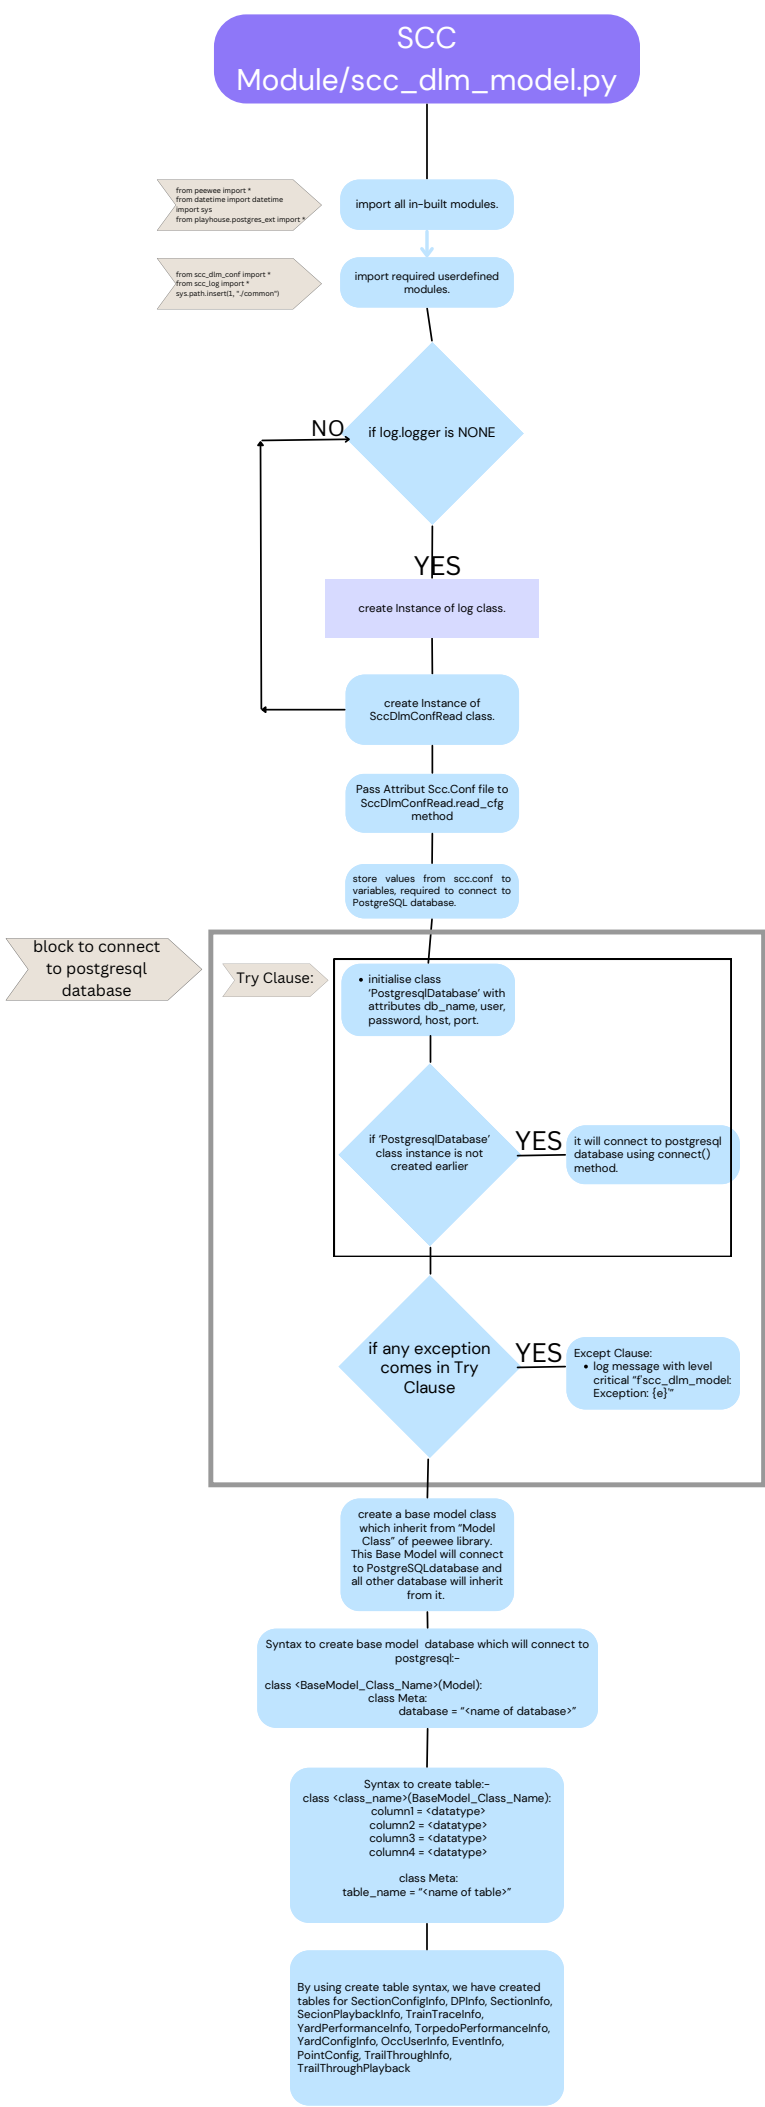 SCC
Module/scc_dlm_model.py
from peewee import *
from datetime import datetime
import sys
from playhouse.postgres_ext import *
import all in-built modules.
from scc_dlm_conf import *
from scc_log import *
sys.path.insert(1, "./common")
import required userdefined
modules.
NO
if log.logger is NONE
YES
create Instance of log class.
create Instance of
SccDlmConfRead class.
Pass Attribut Scc.Conf file to
SccDlmConfRead.read_cfg
method
store values from scc.conf to
variables, required to connect to
PostgreSQL database.
block to connect
to postgresql
database
Try Clause:
• initialise class
‘PostgresqlDatabase’ with
attributes db_name, user,
password, host, port.
if ‘PostgresqlDatabase’
class instance is not
created earlier
YES
it will connect to postgresql
database using connect()
method.
if any exception
comes in Try
Clause
YES
Except Clause:
• log message with level
critical “f'scc_dlm_model:
Exception: {e}'”
create a base model class
which inherit from “Model
Class” of peewee library.
This Base Model will connect
to PostgreSQLdatabase and
all other database will inherit
from it.
Syntax to create base model  database which will connect to
postgresql:-
class <BaseModel_Class_Name>(Model):
class Meta:
database = “<name of database>”
Syntax to create table:-
class <class_name>(BaseModel_Class_Name):
column1 = <datatype>
column2 = <datatype>
column3 = <datatype>
column4 = <datatype>
class Meta:
table_name = “<name of table>”
By using create table syntax, we have created
tables for SectionConfigInfo, DPInfo, SectionInfo,
SecionPlaybackInfo, TrainTraceInfo,
YardPerformanceInfo, TorpedoPerformanceInfo,
YardConfigInfo, OccUserInfo, EventInfo,
PointConfig, TrailThroughInfo,
TrailThroughPlayback